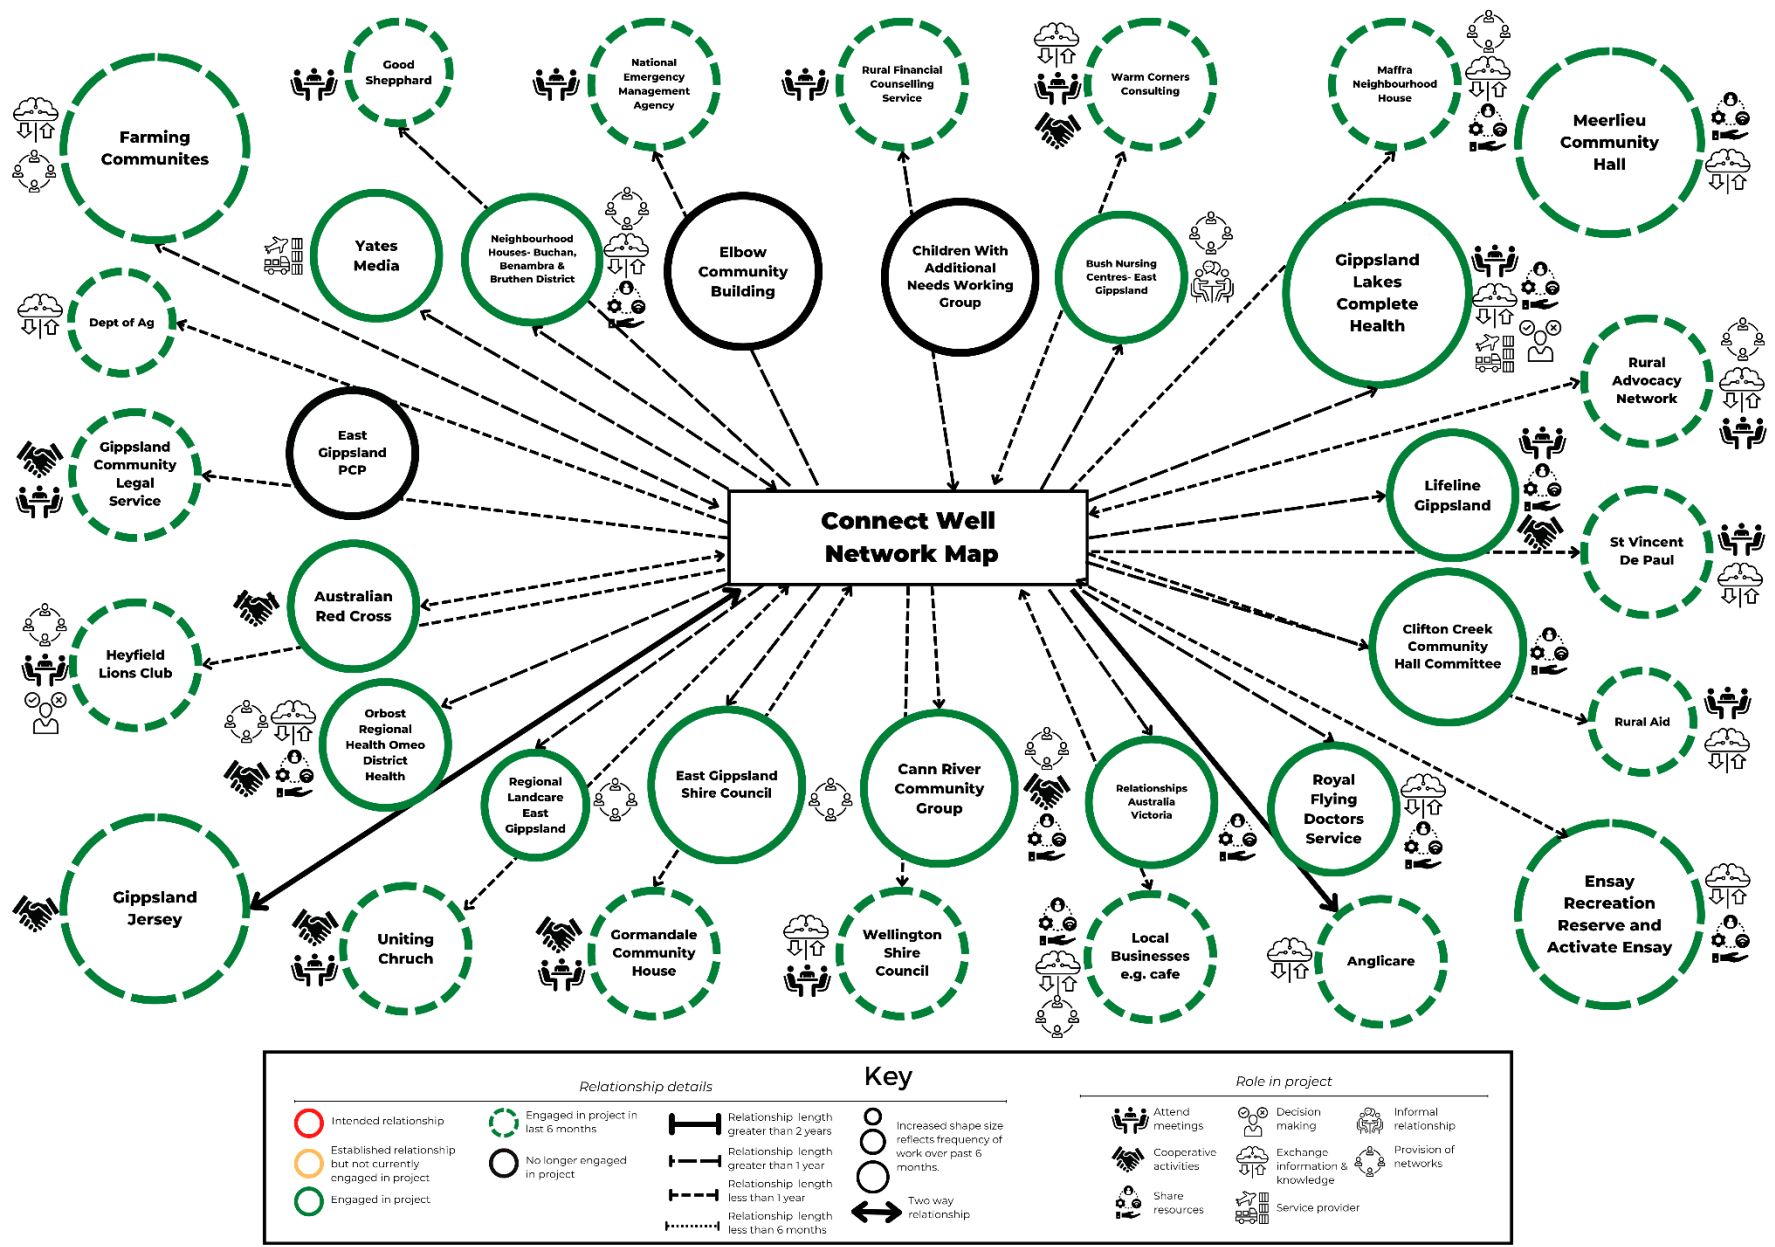 Good
Shepphard
National
Emergency
Management
Agency
Rural Financial
Counselling
Service
Warm Corners
Consulting
Maffra
Neighbourhood
House
Farming
Communites
Meerlieu
Community
Hall
Yates
Media
Neighbourhood
Houses- Buchan,
Benambra &
Bruthen District
Elbow
Community
Building
Children With
Additional
Needs Working
Group
Bush Nursing
Centres- East
Gippsland
Gippsland
Lakes
Complete
Health
Dept of Ag
Rural
Advocacy
Network
East
Gippsland
PCP
Gippsland
Community
Legal
Service
Lifeline
Gippsland
Connect Well
Network Map
St Vincent
De Paul
Australian
Red Cross
Heyfield
Lions Club
Clifton Creek
Community
Hall Committee
Rural Aid
Orbost
Regional
Health Omeo
District
Health
Regional
Landcare
East
Gippsland
East Gippsland
Shire Council
Cann River
Community
Group
Relationships
Australia
Victoria
Royal
Flying
Doctors
Service
Gippsland
Jersey
Uniting
Chruch
Gormandale
Community
House
Wellington
Shire
Council
Local
Businesses
e.g. cafe
Anglicare
Ensay
Recreation
Reserve and
Activate Ensay
Key
Relationship details
Intended relationship
Established relationship
but not currently
engaged in project
Engaged in project
Engaged in project in
last 6 months
No longer engaged
in project
Relationship length
greater than 2 years
Relationship length
greater than 1 year
Relationship length
less than 1 year
Relationship length
less than 6 months
Increased shape size
reflects frequency of
work over past 6
months.
Two way
relationship
Role in project
Attend
meetings
Cooperative
activities
Share
resources
Decision
making
Exchange
information &
knowledge
Service provider
Informal
relationship
Provision of
networks